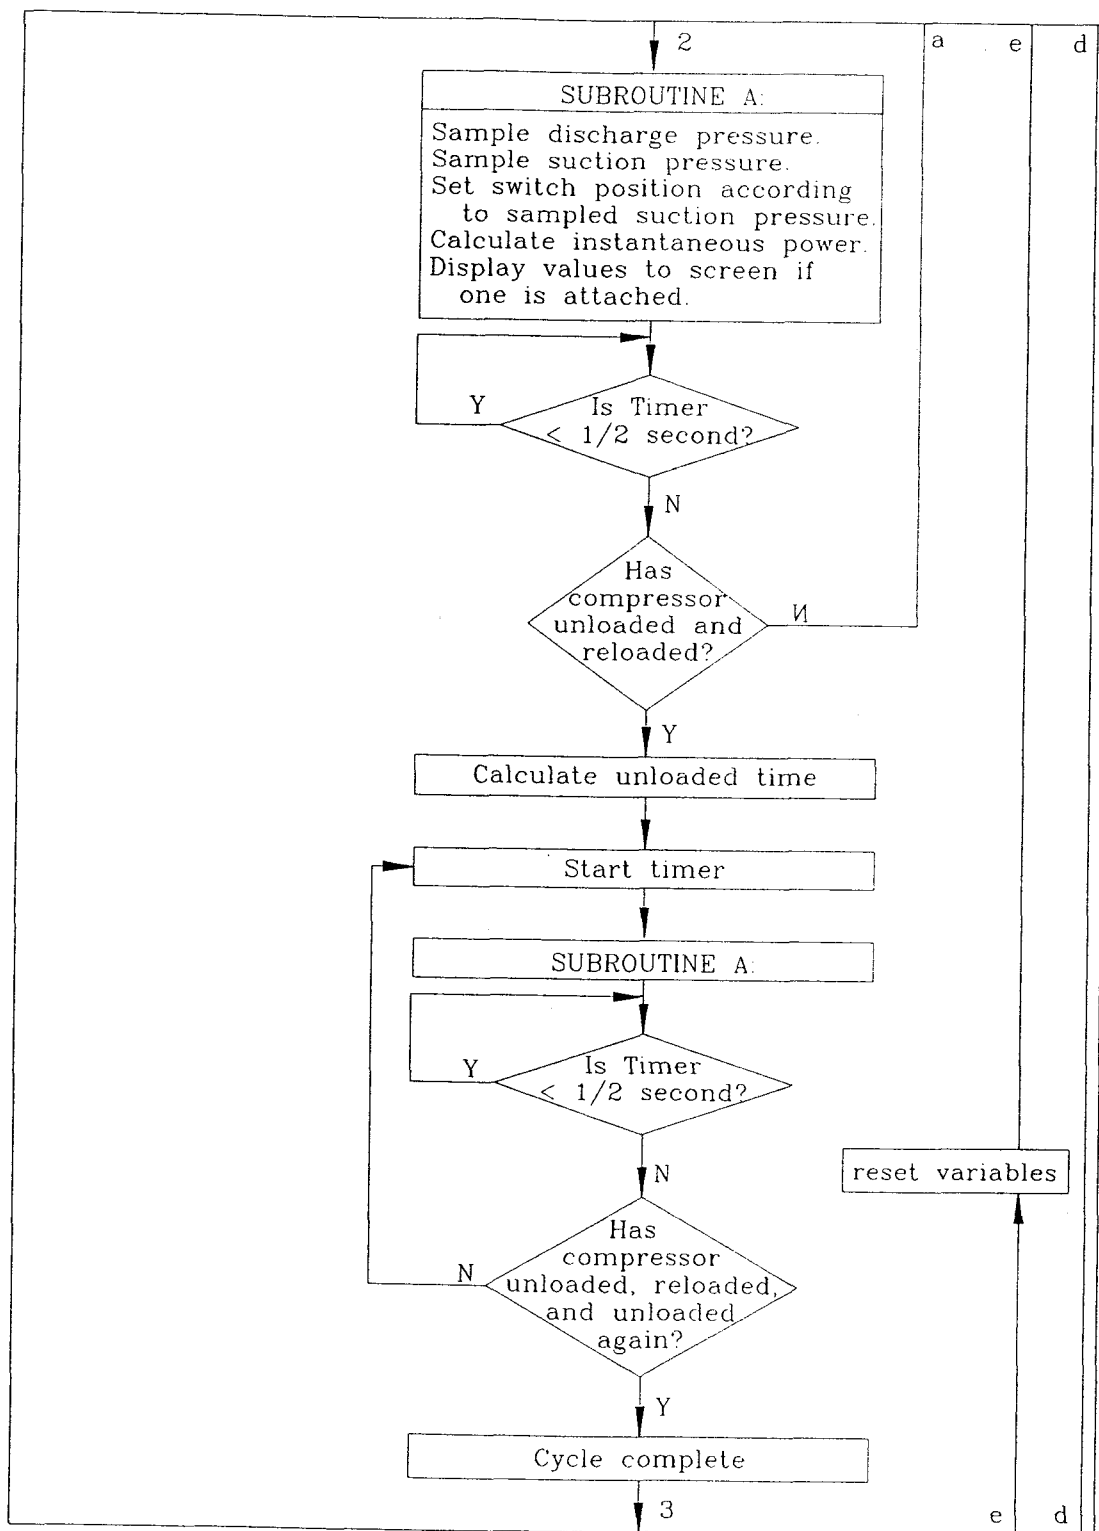 2
a
e
d
SUBROUTINE A:
Sample discharge pressure.
Sample suction pressure.
Set switch position according
to sampled suction pressure.
Calculate instantaneous power.
Display values to screen if
one is attached.
Y
Is Timer
< 1/2 second?
N
Has
compressor
unloaded and
reloaded?
N
Y
Calculate unloaded time
Start timer
SUBROUTINE A:
Y
Is Timer
< 1/2 second?
N
reset variables
Has
compressor
unloaded, reloaded,
and unloaded
again?
N
Y
Cycle complete
3
e
d